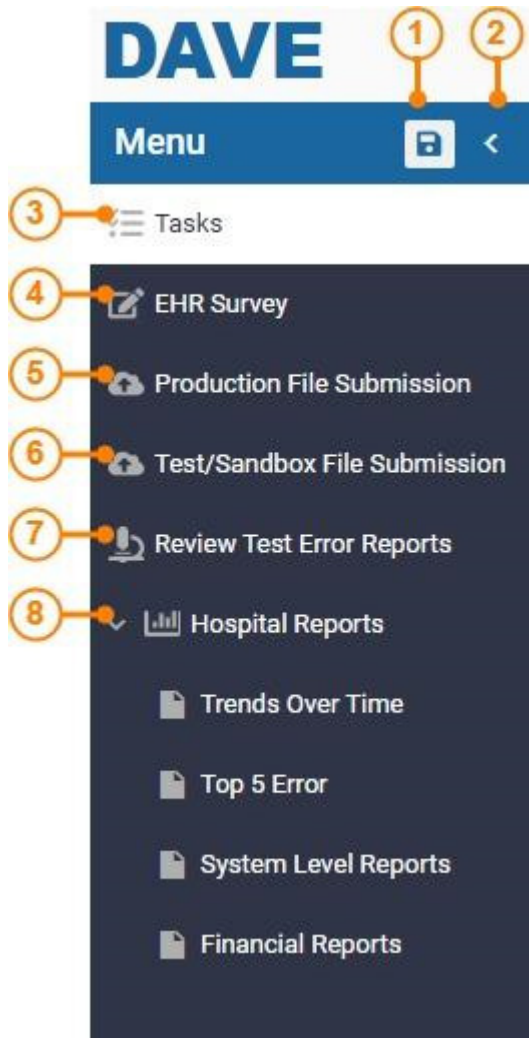 DAVE
1
2
Menu
3 Tasks
4 EHR Survey
5 Production File Submission
6 Test/Sandbox File Submission
7 Review Test Error Reports
8 Hospital Reports
Trends Over Time
Top 5 Error
System Level Reports
Financial Reports